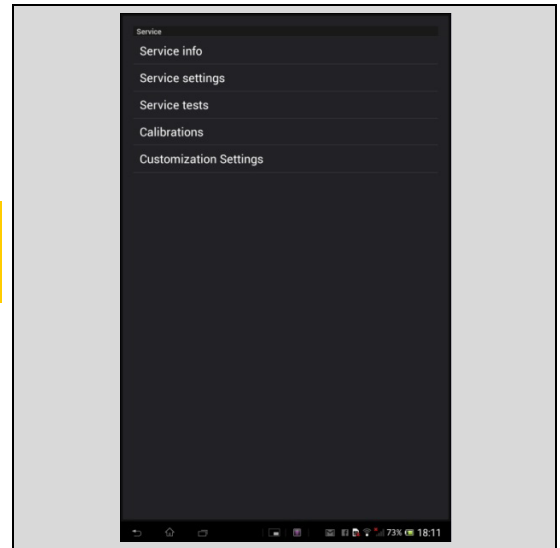 Service
Service info
Service settings
Service tests
Calibrations
Customization Settings
73% 18:11